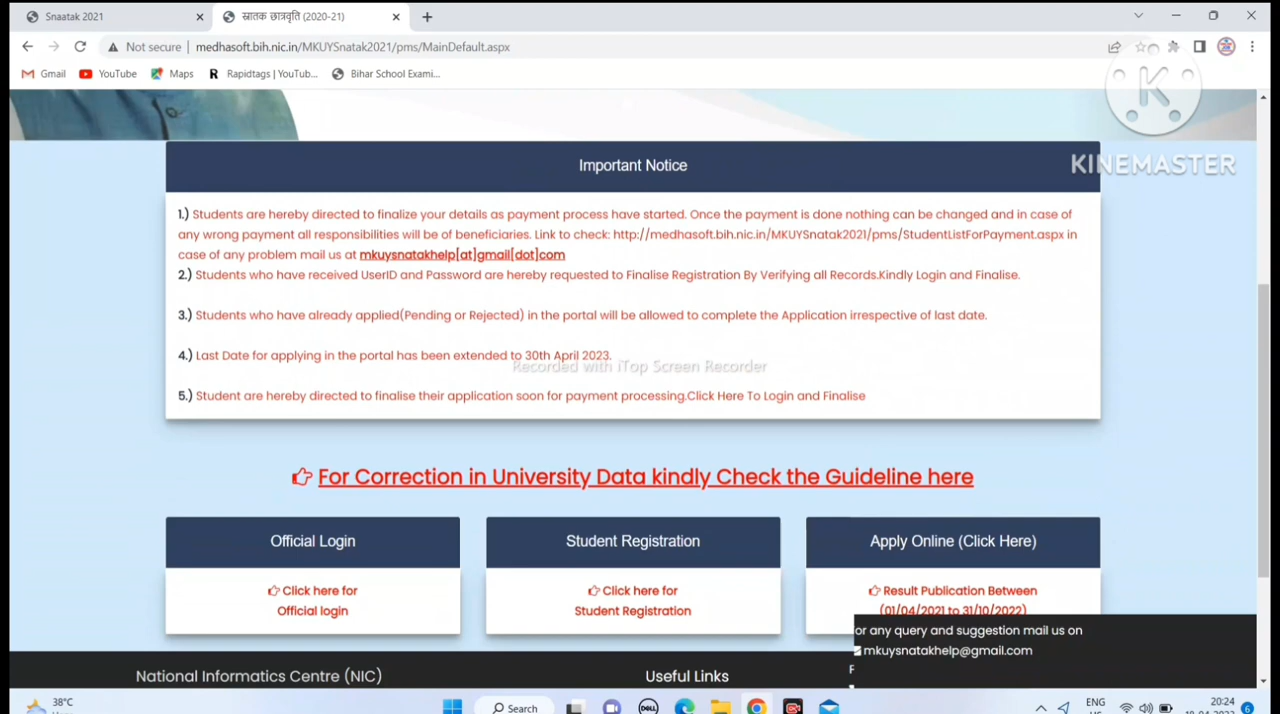 Snaatak 2021
स्नातक छात्रवृति (2020-21)
Not secure
medhasoft.bih.nic.in/MKUYSnatak2021/pms/MainDefault.aspx
Gmail
YouTube
Maps
Rapidtags | YouTub...
Bihar School Exami...
K
KINEMASTER
Important Notice
1.) Students are hereby directed to finalize your details as payment process have started. Once the payment is done nothing can be changed and in case of
any wrong payment all responsibilities will be of beneficiaries. Link to check: http://medhasoft.bih.nic.in/MKUYSnatak2021/pms/StudentListForPayment.aspx in
case of any problem mail us at mkuysnatakhelp[at]gmail[dot]com
2.) Students who have received UserID and Password are hereby requested to Finalise Registration By Verifying all Records.Kindly Login and Finalise.
3.) Students who have already applied(Pending or Rejected) in the portal will be allowed to complete the Application irrespective of last date.
4.) Last Date for applying in the portal has been extended to 30th April 2023.
Recorded with iTop Screen Recorder
5.) Student are hereby directed to finalise their application soon for payment processing.Click Here To Login and Finalise
For Correction in University Data kindly Check the Guideline here
Official Login
Student Registration
Apply Online (Click Here)
Click here for
Official login
Click here for
Student Registration
Result Publication Between
(01/04/2021 to 31/10/2022)
or any query and suggestion mail us on
mkuysnatakhelp@gmail.com
F
National Informatics Centre (NIC)
Useful Links
38°C
Search
DELL
ENG
20:24
6